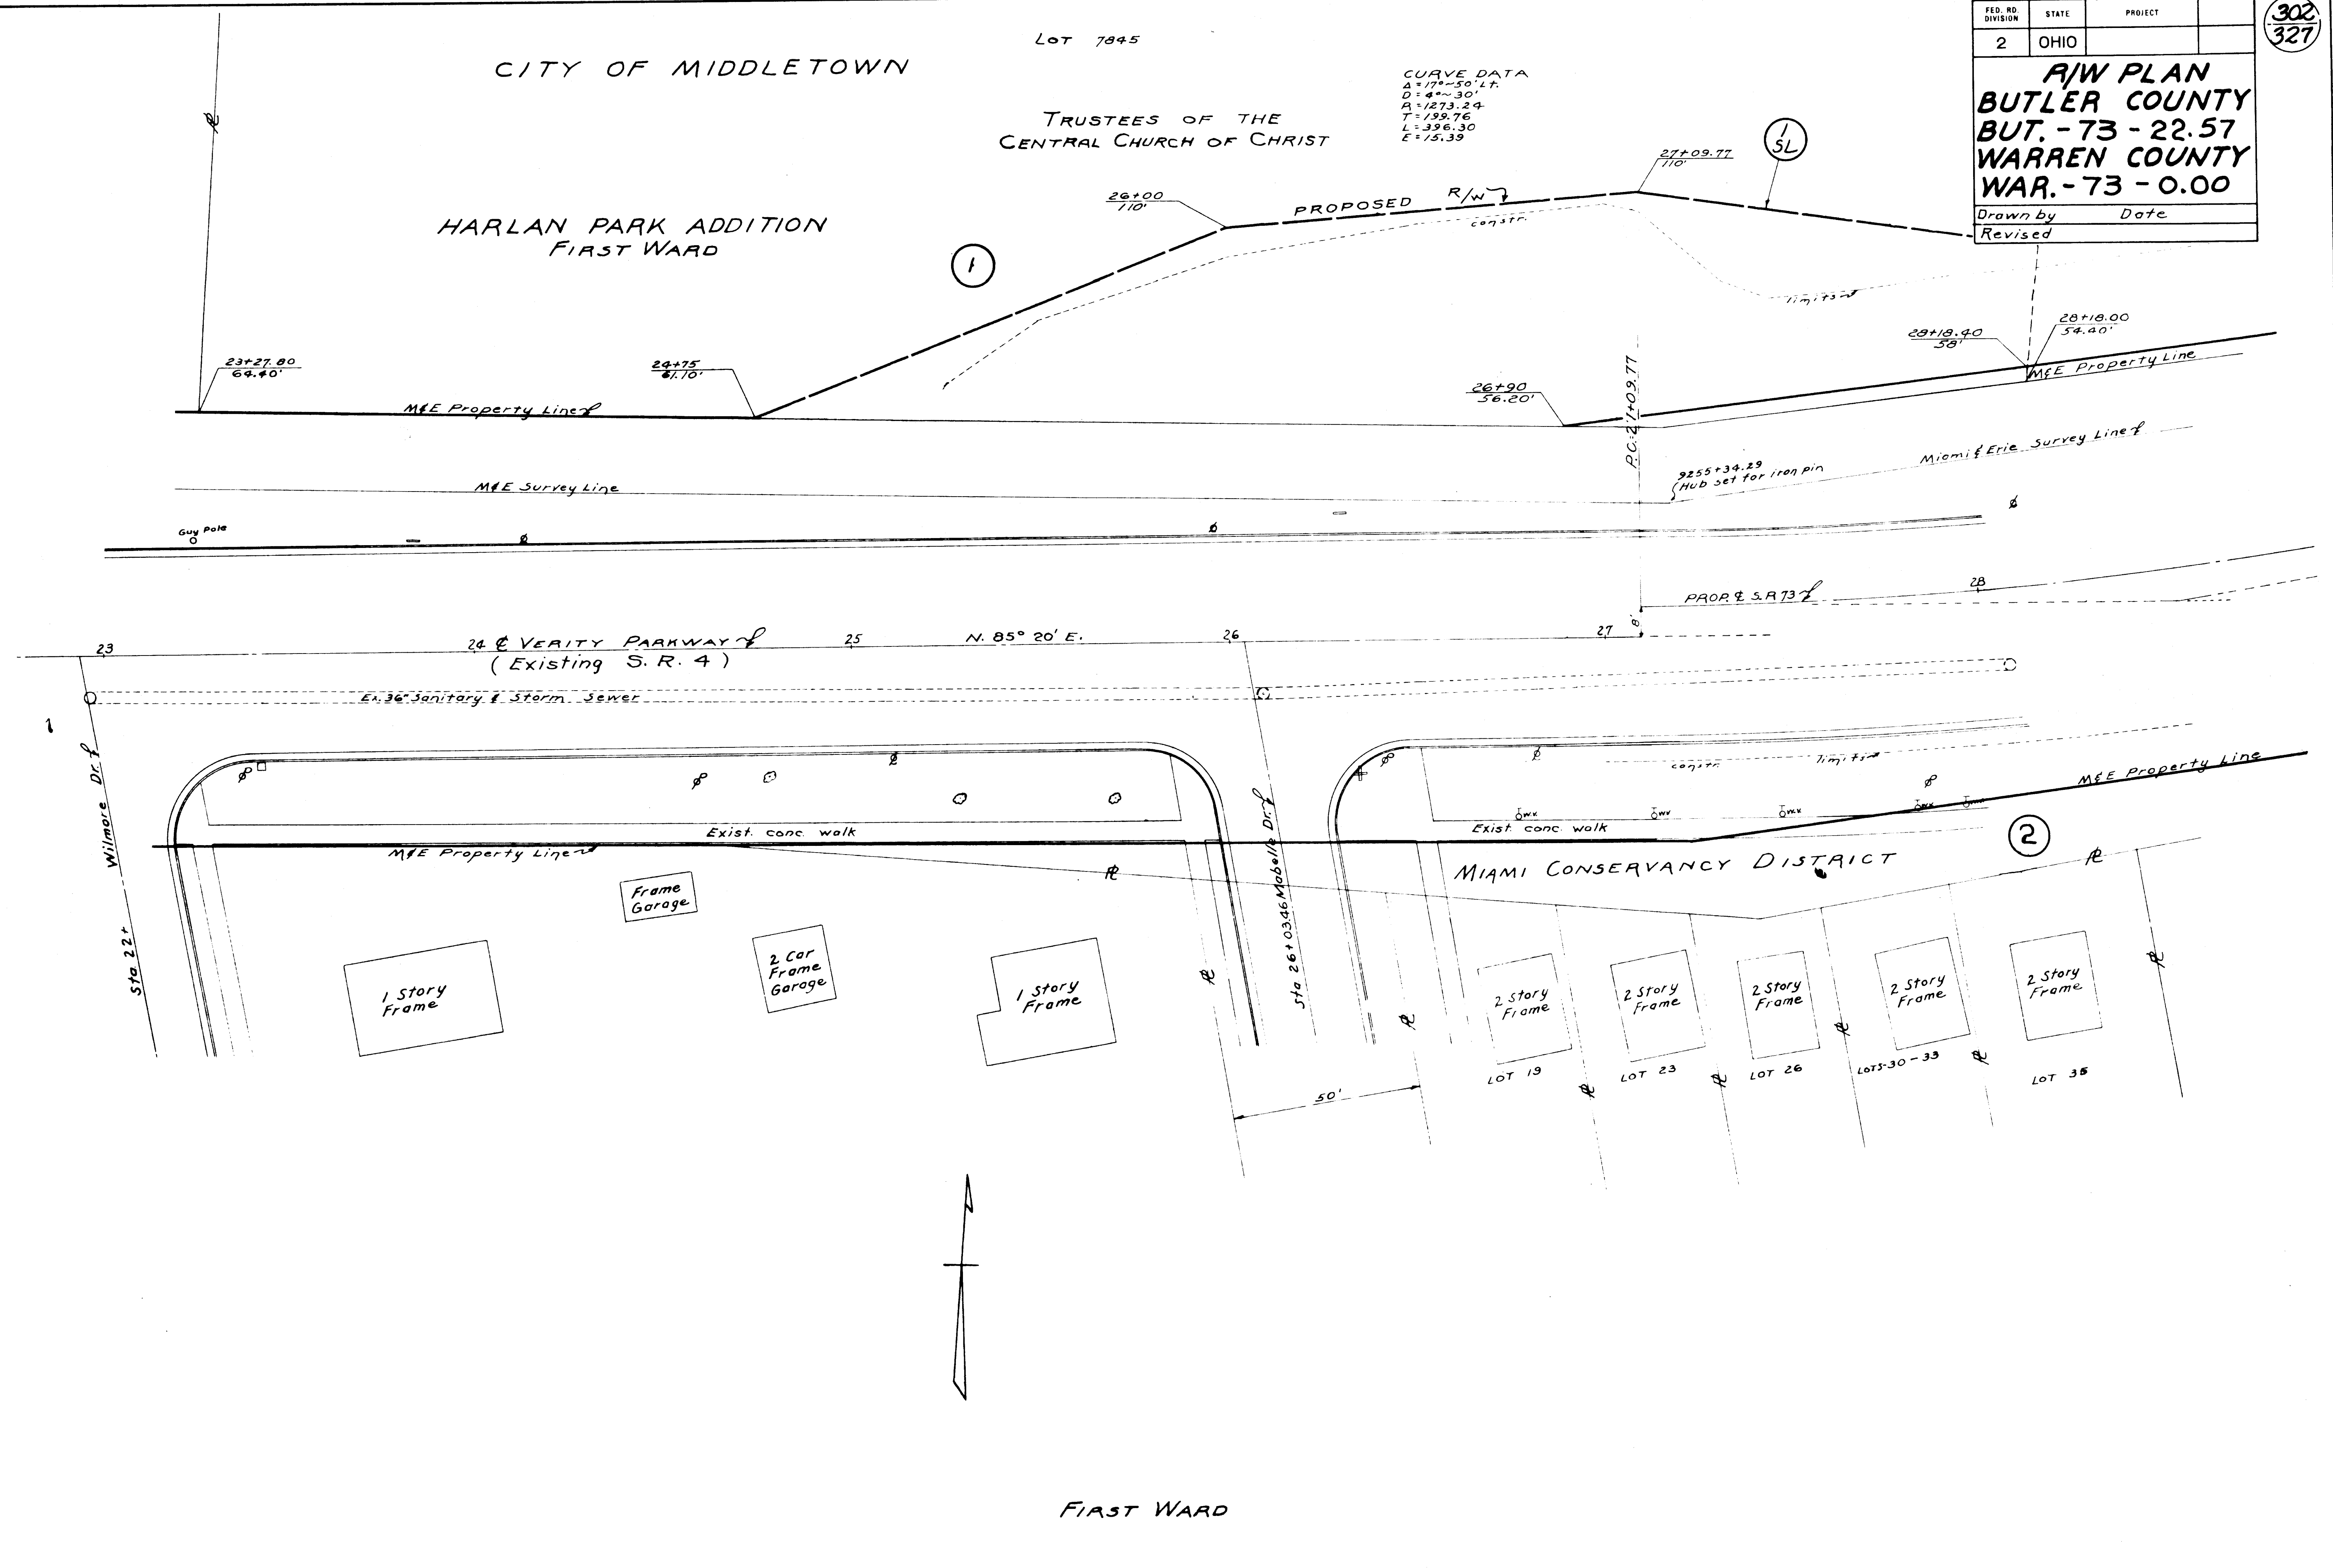 FED. RD. DIVISION STATE PROJECT
2 OHIO
302
327
R/W PLAN
BUTLER COUNTY
BUT. - 73 - 22.57
WARREN COUNTY
WAR. - 73 - 0.00
Drawn by Date
Revised
LOT 7845
CITY OF MIDDLETOWN
TRUSTEES OF THE
CENTRAL CHURCH OF CHRIST
CURVE DATA
Δ = 17°~50' Lt.
D = 4°~30'
R = 1273.24
T = 199.76
L = 396.30
E = 15.39
HARLAN PARK ADDITION
FIRST WARD
1
1
SL
26+00
110'
PROPOSED R/W
constr.
limits
27+09.77
110'
23+27.80
64.40'
24+75
61.10'
26+90
56.20'
28+18.40
58'
28+18.00
54.40'
M&E Property Line
M&E Property Line
P.C. 27+09.77
M&E Survey Line
9255+34.29
(Hub set for iron pin
Miami & Erie Survey Line
Guy Pole
PROP. ℄ S.R. 73
28
8'
23
24 ℄ VERITY PARKWAY
(Existing S. R. 4)
25
N. 85° 20' E.
26
27
Ex. 36" Sanitary & Storm Sewer
Wilmore Dr.
Sta 22+
Sta 26+03.46 Mabelle Dr.
Exist. conc. walk
Exist. conc. walk
constr. limits
M&E Property Line
M&E Property Line
WV
WV
WV
WV
WV
2
MIAMI CONSERVANCY DISTRICT
Frame
Garage
1 Story
Frame
2 Car
Frame
Garage
1 Story
Frame
2 Story
Frame
2 Story
Frame
2 Story
Frame
2 Story
Frame
2 Story
Frame
LOT 19
LOT 23
LOT 26
LOTS-30-33
LOT 35
50'
FIRST WARD